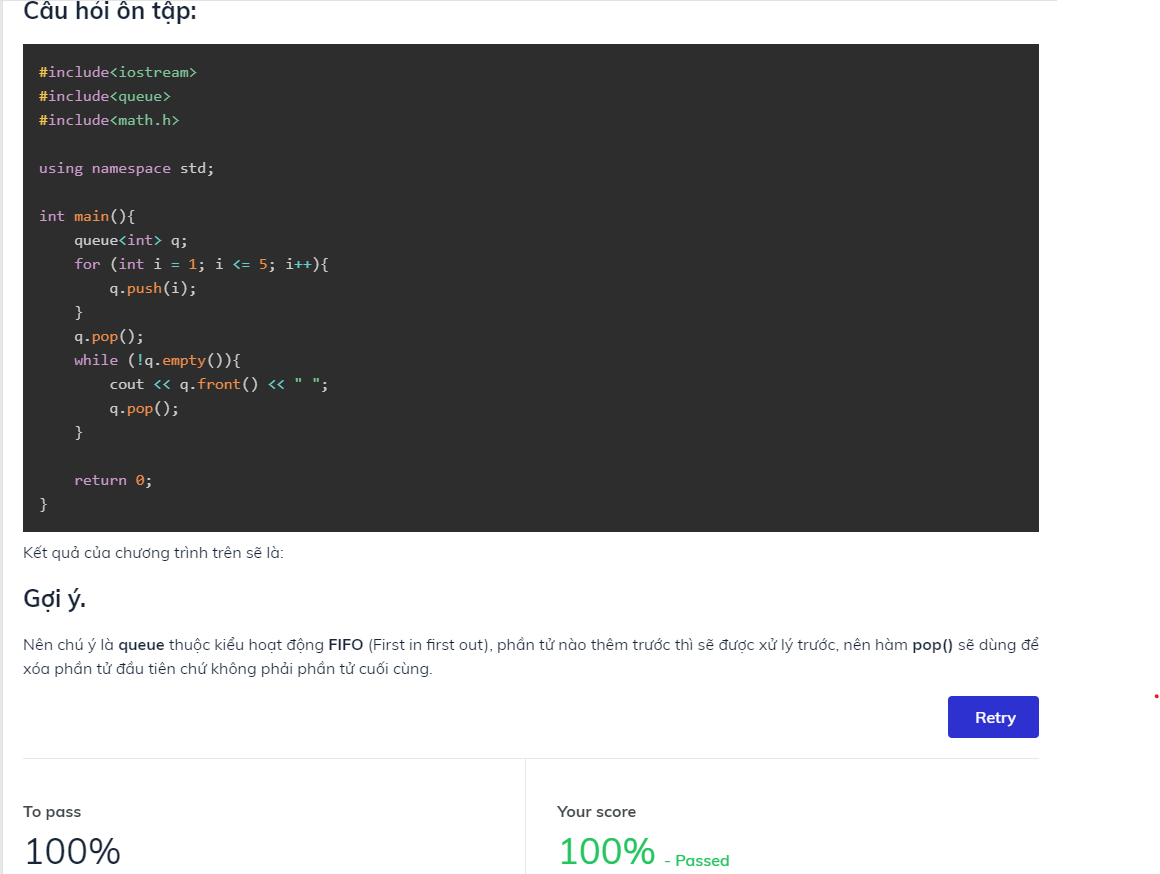 Câu hỏi ôn tập:
#include<iostream>
#include<queue>
#include<math.h>
using namespace std;
int main(){
    queue<int> q;
    for (int i = 1; i <= 5; i++){
        q.push(i);
    }
    q.pop();
    while (!q.empty()){
        cout << q.front() << " ";
        q.pop();
    }
    return 0;
}
Kết quả của chương trình trên sẽ là:
Gợi ý.
Nên chú ý là queue thuộc kiểu hoạt động FIFO (First in first out), phần tử nào thêm trước thì sẽ được xử lý trước, nên hàm pop() sẽ dùng để
xóa phần tử đầu tiên chứ không phải phần tử cuối cùng.
Retry
To pass
100%
Your score
100% - Passed